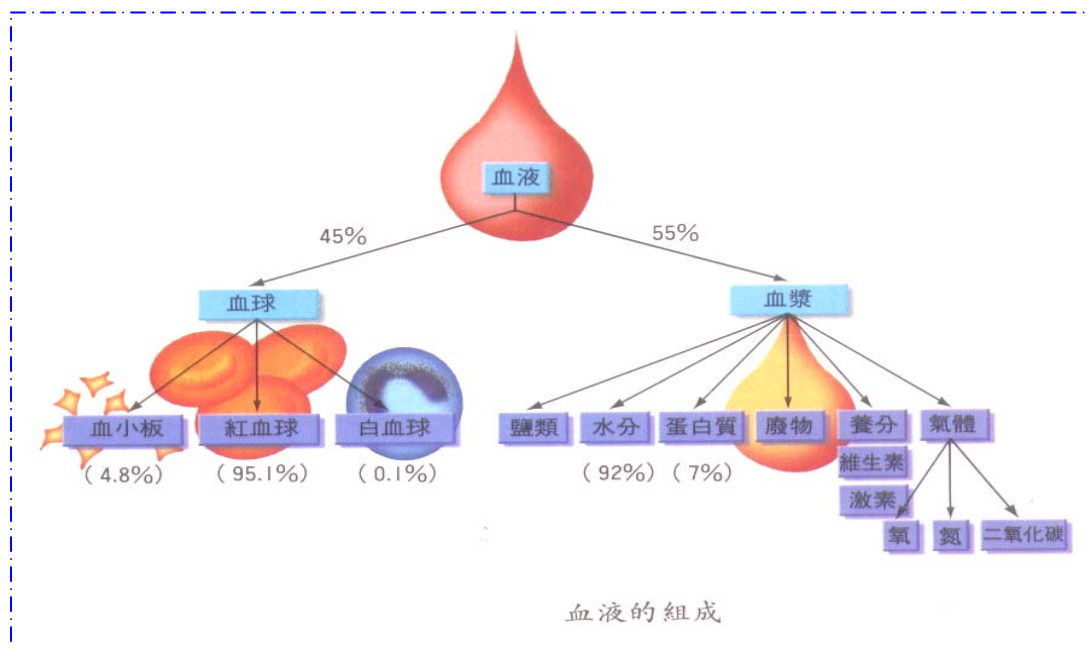 血液
45%
55%
血球
血漿
血小板
紅血球
白血球
鹽類
水分
蛋白質
廢物
養分
氣體
(4.8%)
(95.1%)
(0.1%)
(92%)
(7%)
維生素
激素
氧
氮
二氧化碳
血液的組成